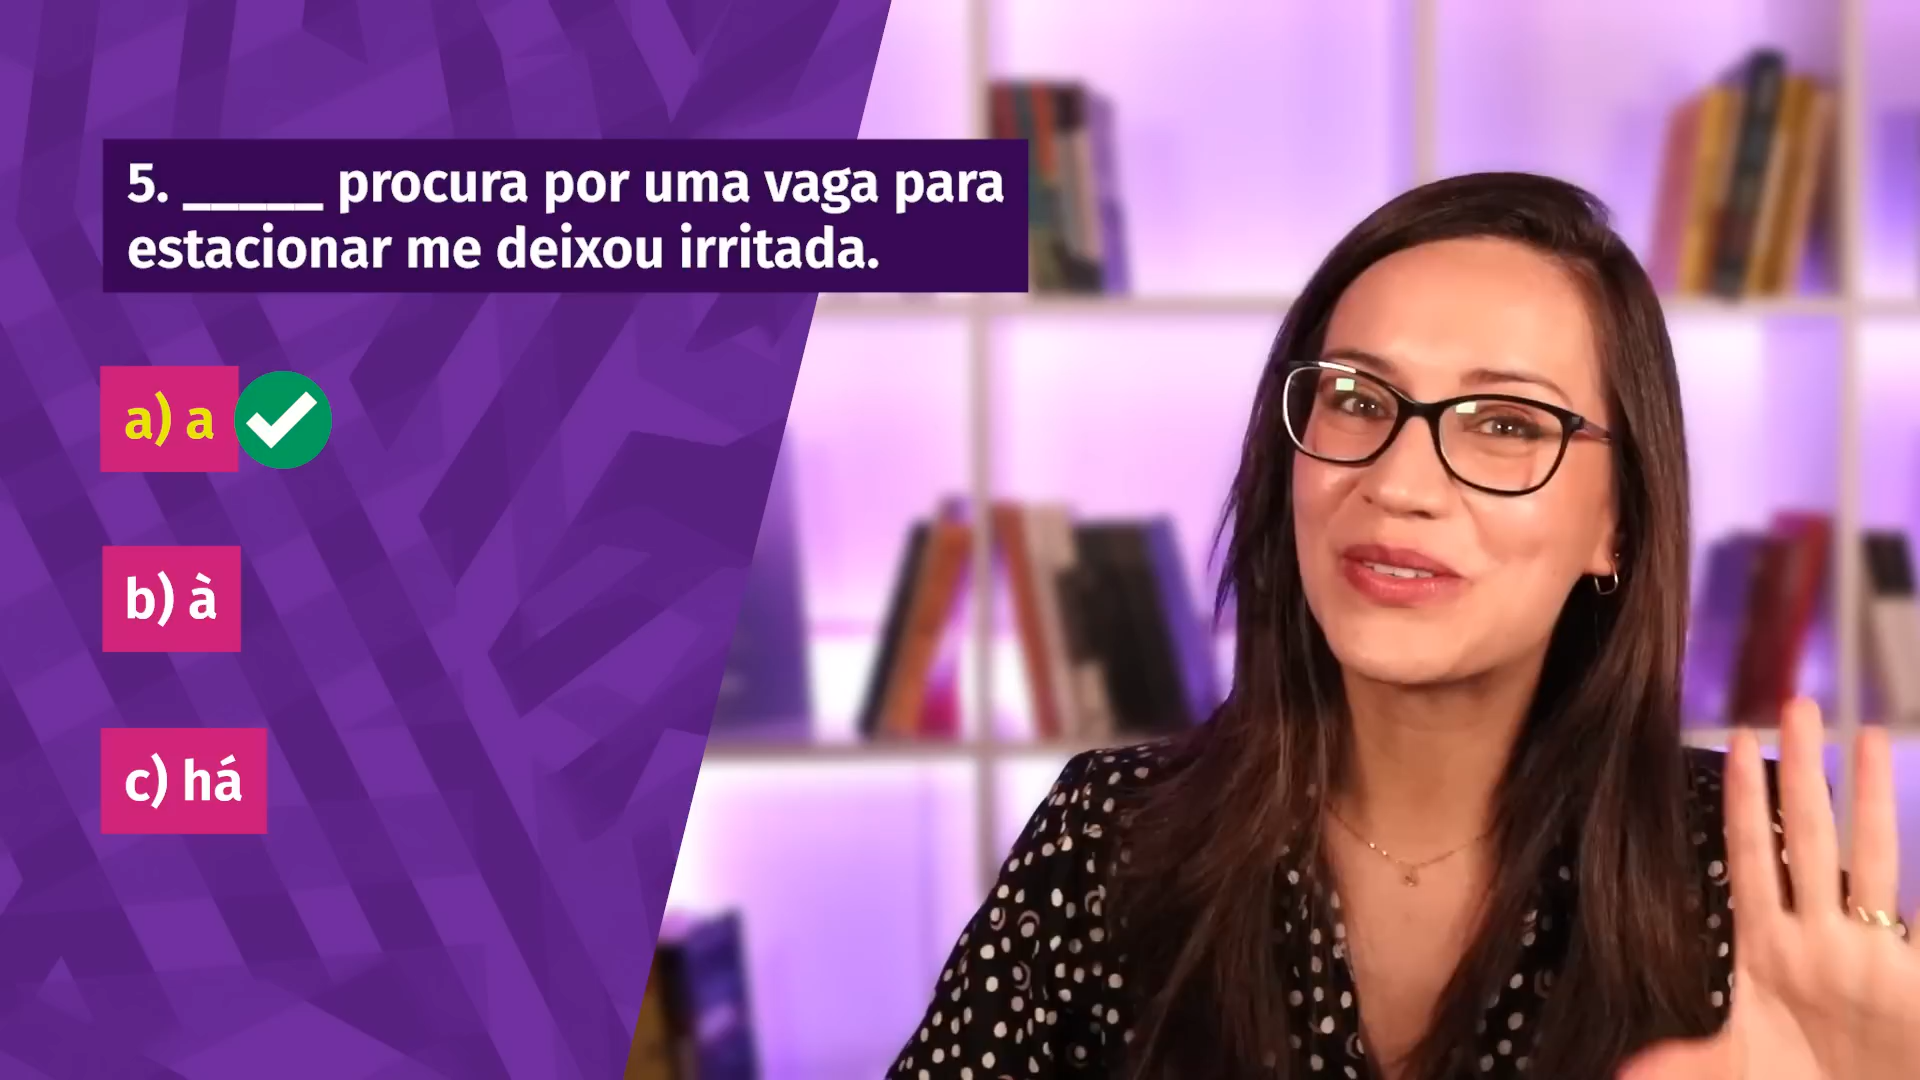 5. _____ procura por uma vaga para
estacionar me deixou irritada.
a) a
b) à
c) há